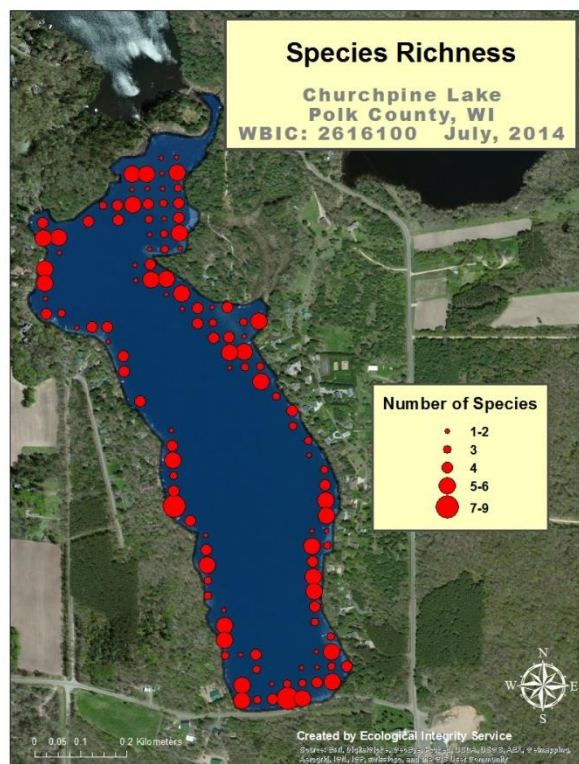 Species Richness
Churchpine Lake
Polk County, WI
WBIC: 2616100 July, 2014
Number of Species
1-2
3
4
5-6
7-9
N
W E
S
Created by Ecological Integrity Service
0 0.05 0.1 0.2 Kilometers